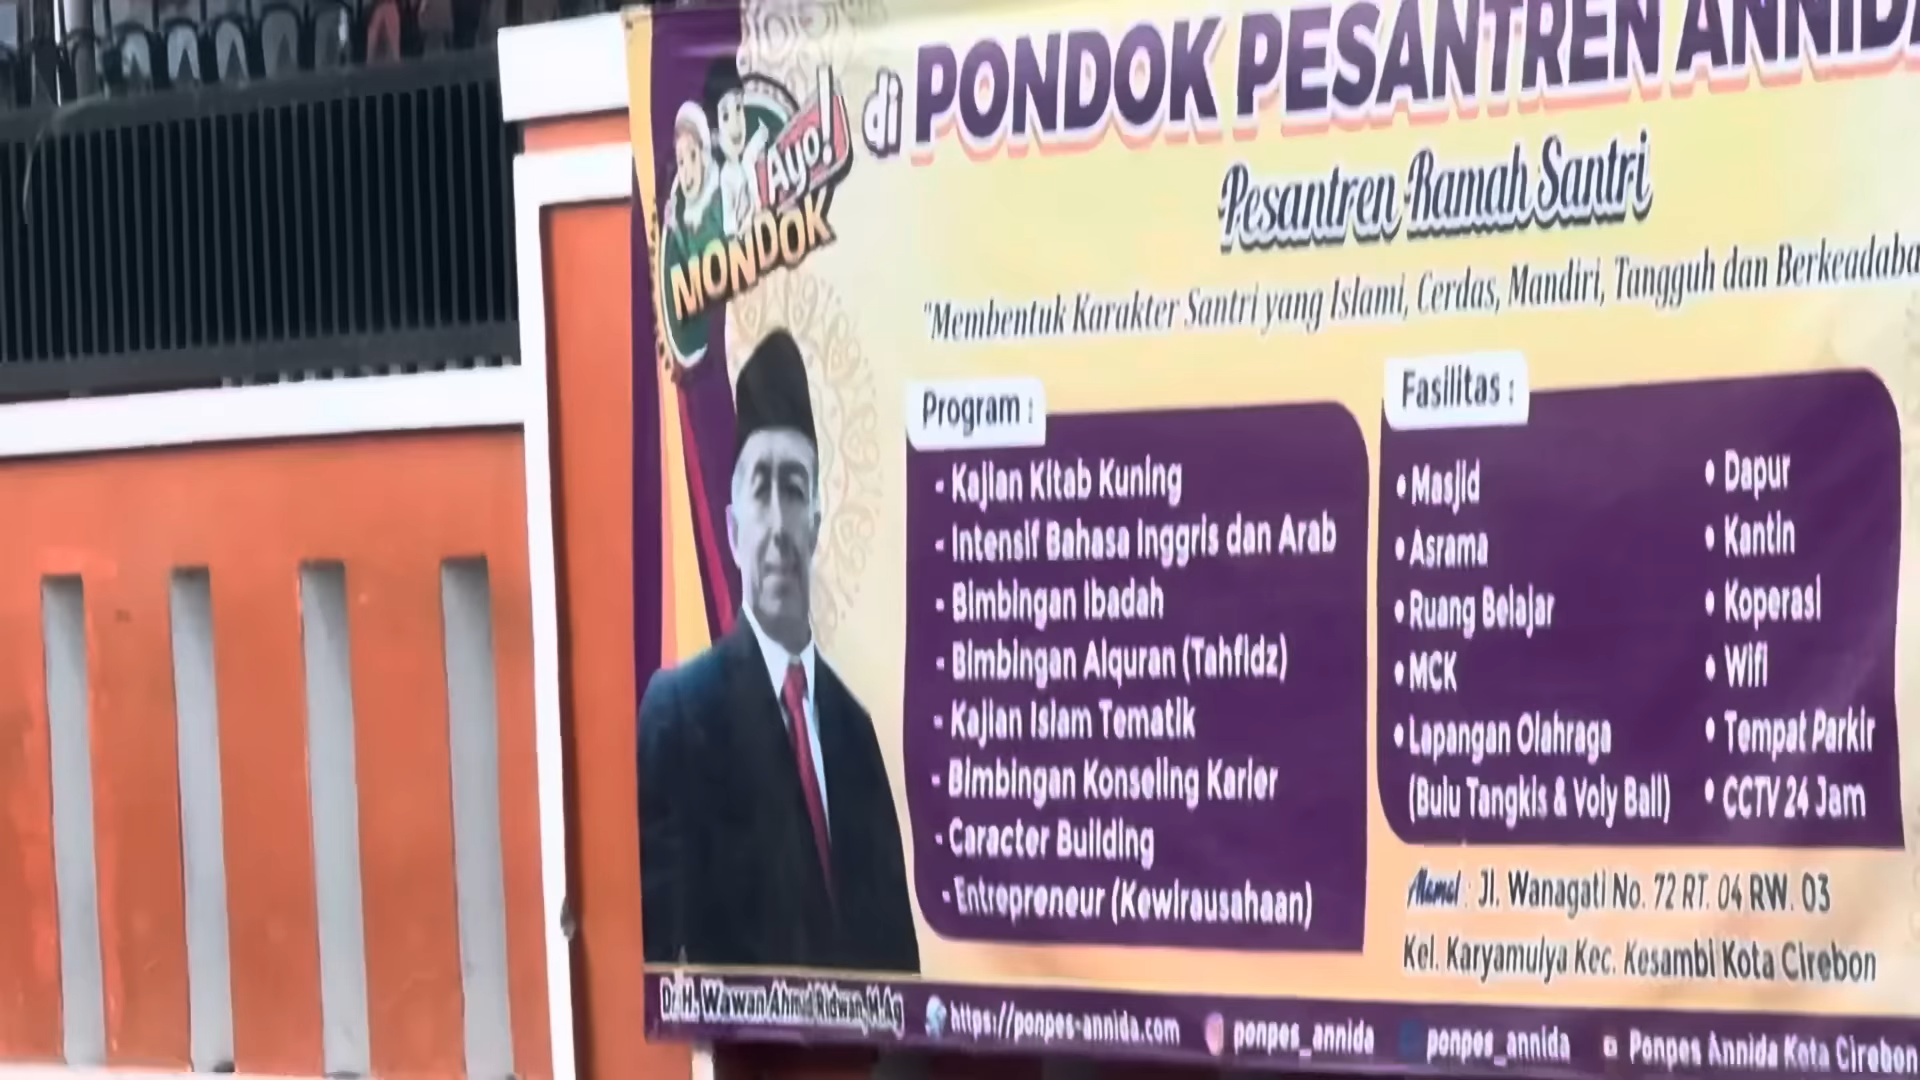 Ayo!
MONDOK
di PONDOK PESANTREN ANNIDA
Pesantren Ramah Santri
"Membentuk Karakter Santri yang Islami, Cerdas, Mandiri, Tangguh dan Berkeadaba
Program :
- Kajian Kitab Kuning
- Intensif Bahasa Inggris dan Arab
- Bimbingan Ibadah
- Bimbingan Alquran (Tahfidz)
- Kajian Islam Tematik
- Bimbingan Konseling Karier
- Caracter Building
- Entrepreneur (Kewirausahaan)
Fasilitas :
• Masjid
• Asrama
• Ruang Belajar
• MCK
• Lapangan Olahraga
(Bulu Tangkis & Voly Ball)
• Dapur
• Kantin
• Koperasi
• Wifi
• Tempat Parkir
• CCTV 24 Jam
Alamat : Jl. Wanagati No. 72 RT. 04 RW. 03
Kel. Karyamulya Kec. Kesambi Kota Cirebon
Dr. H. Wawan Ahmad Ridwan, M.Ag
https://ponpes-annida.com
ponpes_annida
ponpes_annida
Ponpes Annida Kota Cirebon